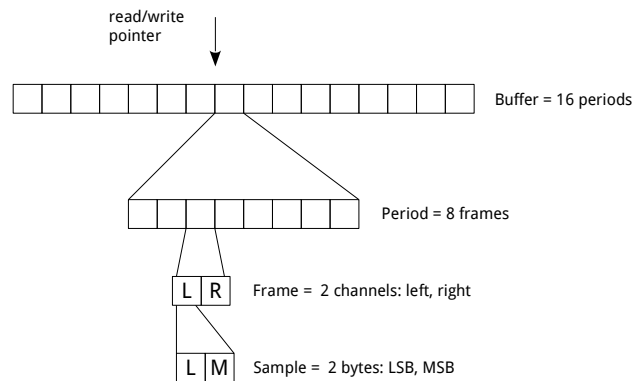 read/write
pointer
Buffer = 16 periods
Period = 8 frames
L R
Frame = 2 channels: left, right
L M
Sample = 2 bytes: LSB, MSB